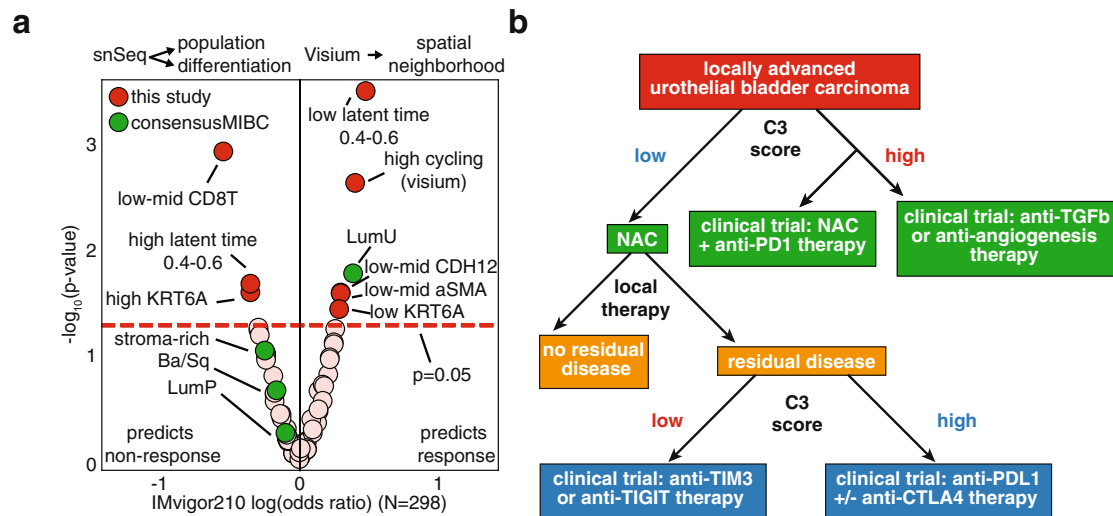 a
snSeq
population
differentiation
Visium
spatial
neighborhood
this study
consensusMIBC
low latent time
0.4-0.6
high cycling
(visium)
low-mid CD8T
high latent time
0.4-0.6
high KRT6A
LumU
low-mid CDH12
low-mid aSMA
low KRT6A
stroma-rich
Ba/Sq
LumP
p=0.05
predicts
non-response
predicts
response
-log10(p-value)
3
2
1
0
-1
0
1
IMvigor210 log(odds ratio) (N=298)
b
locally advanced
urothelial bladder carcinoma
C3
score
low
high
NAC
clinical trial: NAC
+ anti-PD1 therapy
clinical trial: anti-TGFb
or anti-angiogenesis
therapy
local
therapy
no residual
disease
residual disease
C3
score
low
high
clinical trial: anti-TIM3
or anti-TIGIT therapy
clinical trial: anti-PDL1
+/- anti-CTLA4 therapy